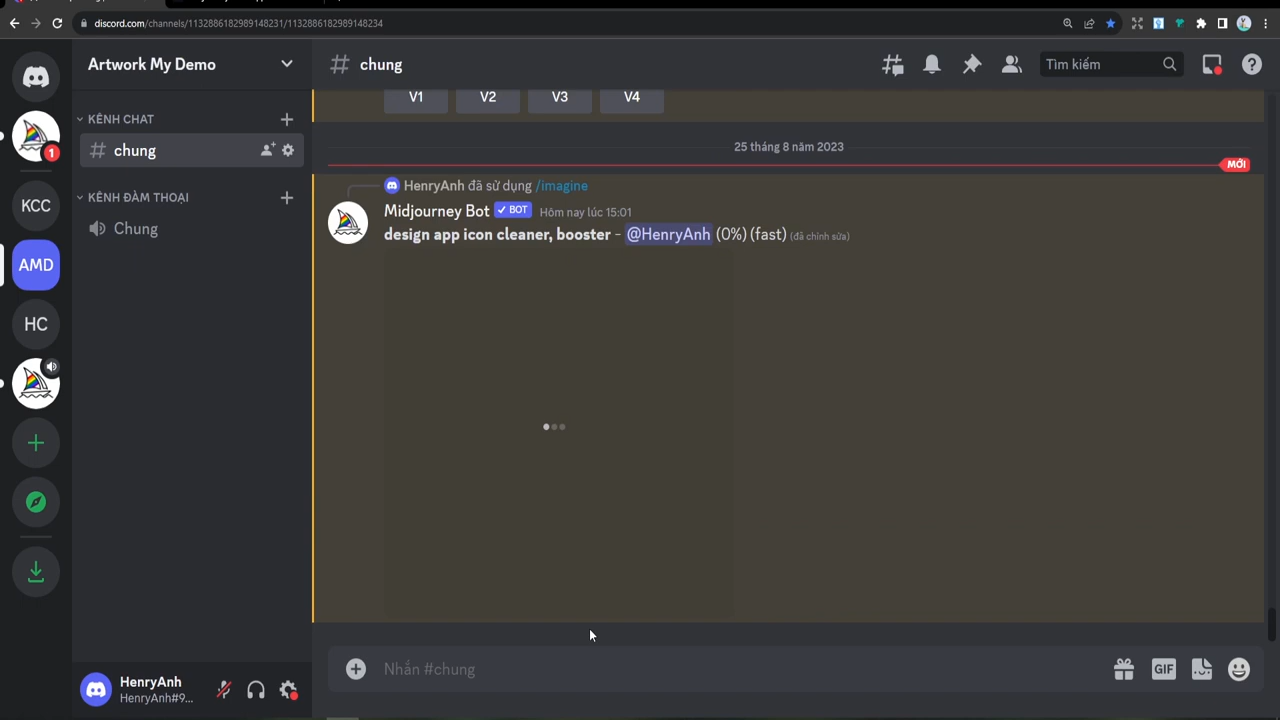 discord.com/channels/1132886182989148231/1132886182989148234
Artwork My Demo
chung
Tìm kiếm
KÊNH CHAT
chung
KÊNH ĐÀM THOẠI
Chung
1
KCC
AMD
HC
V1 V2 V3 V4
25 tháng 8 năm 2023
MỚI
HenryAnh đã sử dụng /imagine
Midjourney Bot BOT Hôm nay lúc 15:01
design app icon cleaner, booster - @HenryAnh (0%) (fast) (đã chỉnh sửa)
Nhắn #chung
GIF
HenryAnh
HenryAnh#9...